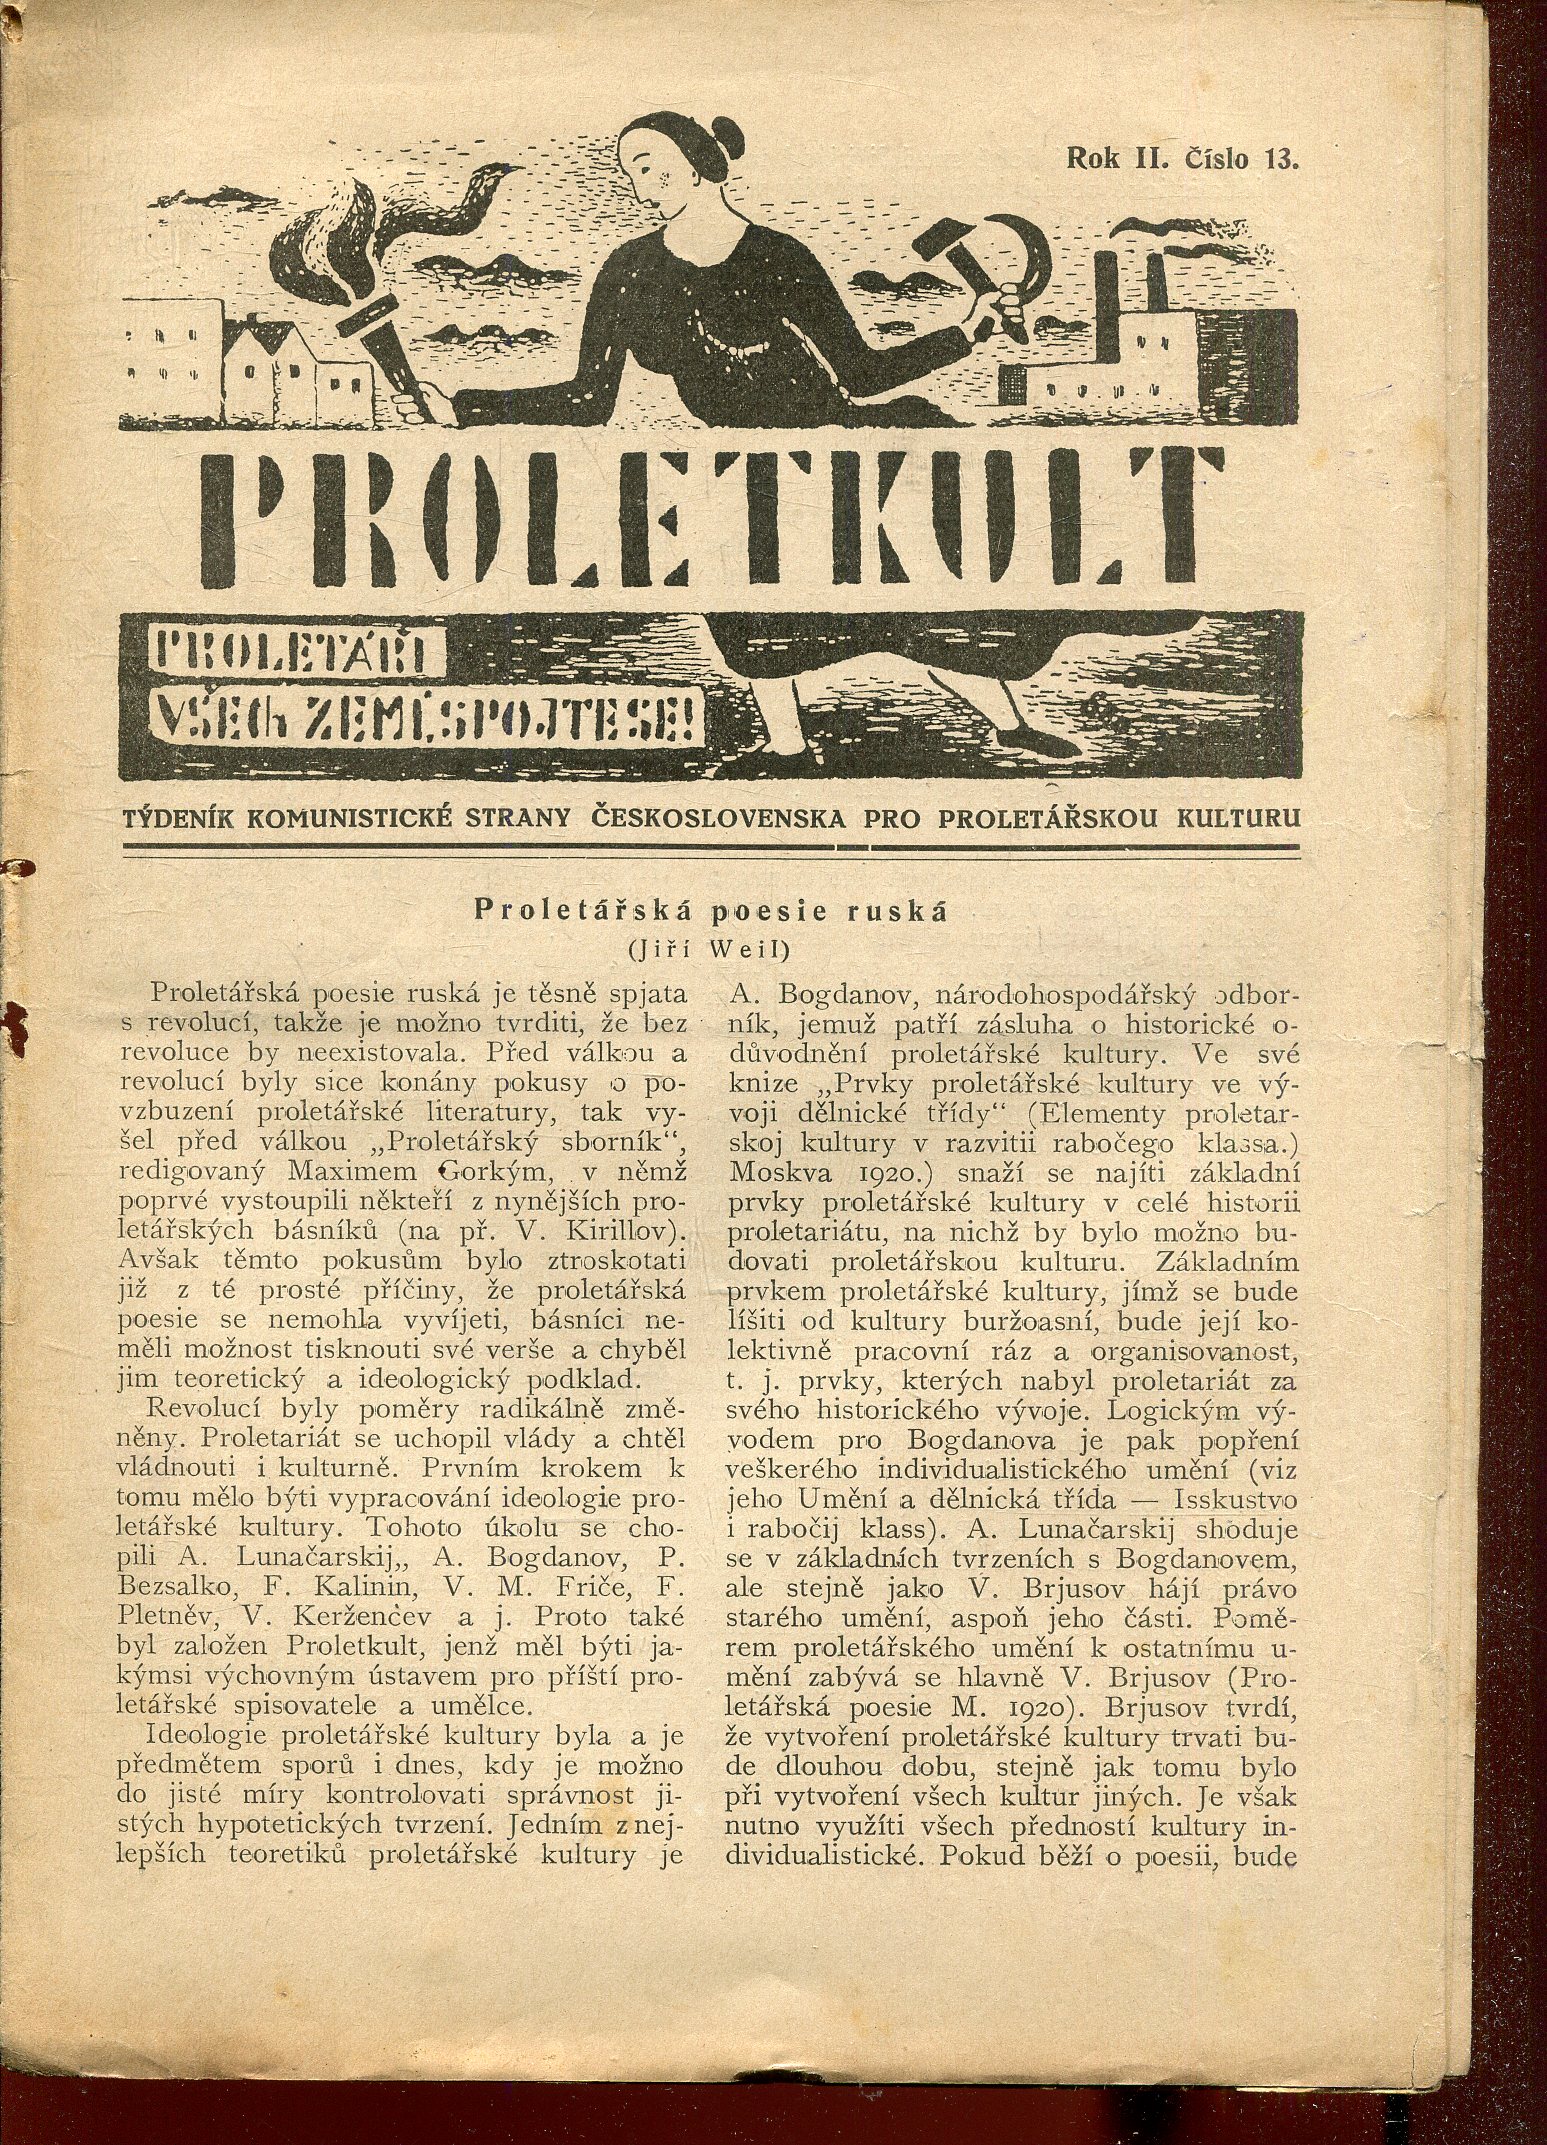 Rok II. Číslo 13.
PROLETKULT
PROLETÁŘI
VŠECH ZEMÍ, SPOJTE SE!
TÝDENÍK KOMUNISTICKÉ STRANY ČESKOSLOVENSKA PRO PROLETÁŘSKOU KULTURU
Proletářská poesie ruská
(Jiří Weil)
Proletářská poesie ruská je těsně spjata
s revolucí, takže je možno tvrditi, že bez
revoluce by neexistovala. Před válkou a
revolucí byly sice konány pokusy o po-
vzbuzení proletářské literatury, tak vy-
šel před válkou „Proletářský sborník“,
redigovaný Maximem Gorkým, v němž
poprvé vystoupili někteří z nynějších pro-
letářských básníků (na př. V. Kirillov).
Avšak těmto pokusům bylo ztroskotati
již z té prosté příčiny, že proletářská
poesie se nemohla vyvíjeti, básníci ne-
měli možnost tisknouti své verše a chyběl
jim teoretický a ideologický podklad.
Revolucí byly poměry radikálně změ-
něny. Proletariát se uchopil vlády a chtěl
vládnouti i kulturně. Prvním krokem k
tomu mělo býti vypracování ideologie pro-
letářské kultury. Tohoto úkolu se cho-
pili A. Lunačarskij,, A. Bogdanov, P.
Bezsalko, F. Kalinin, V. M. Friče, F.
Pletněv, V. Kerženčev a j. Proto také
byl založen Proletkult, jenž měl býti ja-
kýmsi výchovným ústavem pro příští pro-
letářské spisovatele a umělce.
Ideologie proletářské kultury byla a je
předmětem sporů i dnes, kdy je možno
do jisté míry kontrolovati správnost ji-
stých hypotetických tvrzení. Jedním z nej-
lepších teoretiků proletářské kultury je
A. Bogdanov, národohospodářský odbor-
ník, jemuž patří zásluha o historické o-
důvodnění proletářské kultury. Ve své
knize „Prvky proletářské kultury ve vý-
voji dělnické třídy“ (Elementy proletar-
skoj kultury v razvitii rabočego klassa.)
Moskva 1920.) snaží se najíti základní
prvky proletářské kultury v celé historii
proletariátu, na nichž by bylo možno bu-
dovati proletářskou kulturu. Základním
prvkem proletářské kultury, jímž se bude
líšiti od kultury buržoasní, bude její ko-
lektivně pracovní ráz a organisovanost,
t. j. prvky, kterých nabyl proletariát za
svého historického vývoje. Logickým vý-
vodem pro Bogdanova je pak popření
veškerého individualistického umění (viz
jeho Umění a dělnická třída — Isskustvo
i rabočij klass). A. Lunačarskij shoduje
se v základních tvrzeních s Bogdanovem,
ale stejně jako V. Brjusov hájí právo
starého umění, aspoň jeho části. Pomě-
rem proletářského umění k ostatnímu u-
mění zabývá se hlavně V. Brjusov (Pro-
letářská poesie M. 1920). Brjusov tvrdí,
že vytvoření proletářské kultury trvati bu-
de dlouhou dobu, stejně jak tomu bylo
při vytvoření všech kultur jiných. Je však
nutno využíti všech předností kultury in-
dividualistické. Pokud běží o poesii, bude